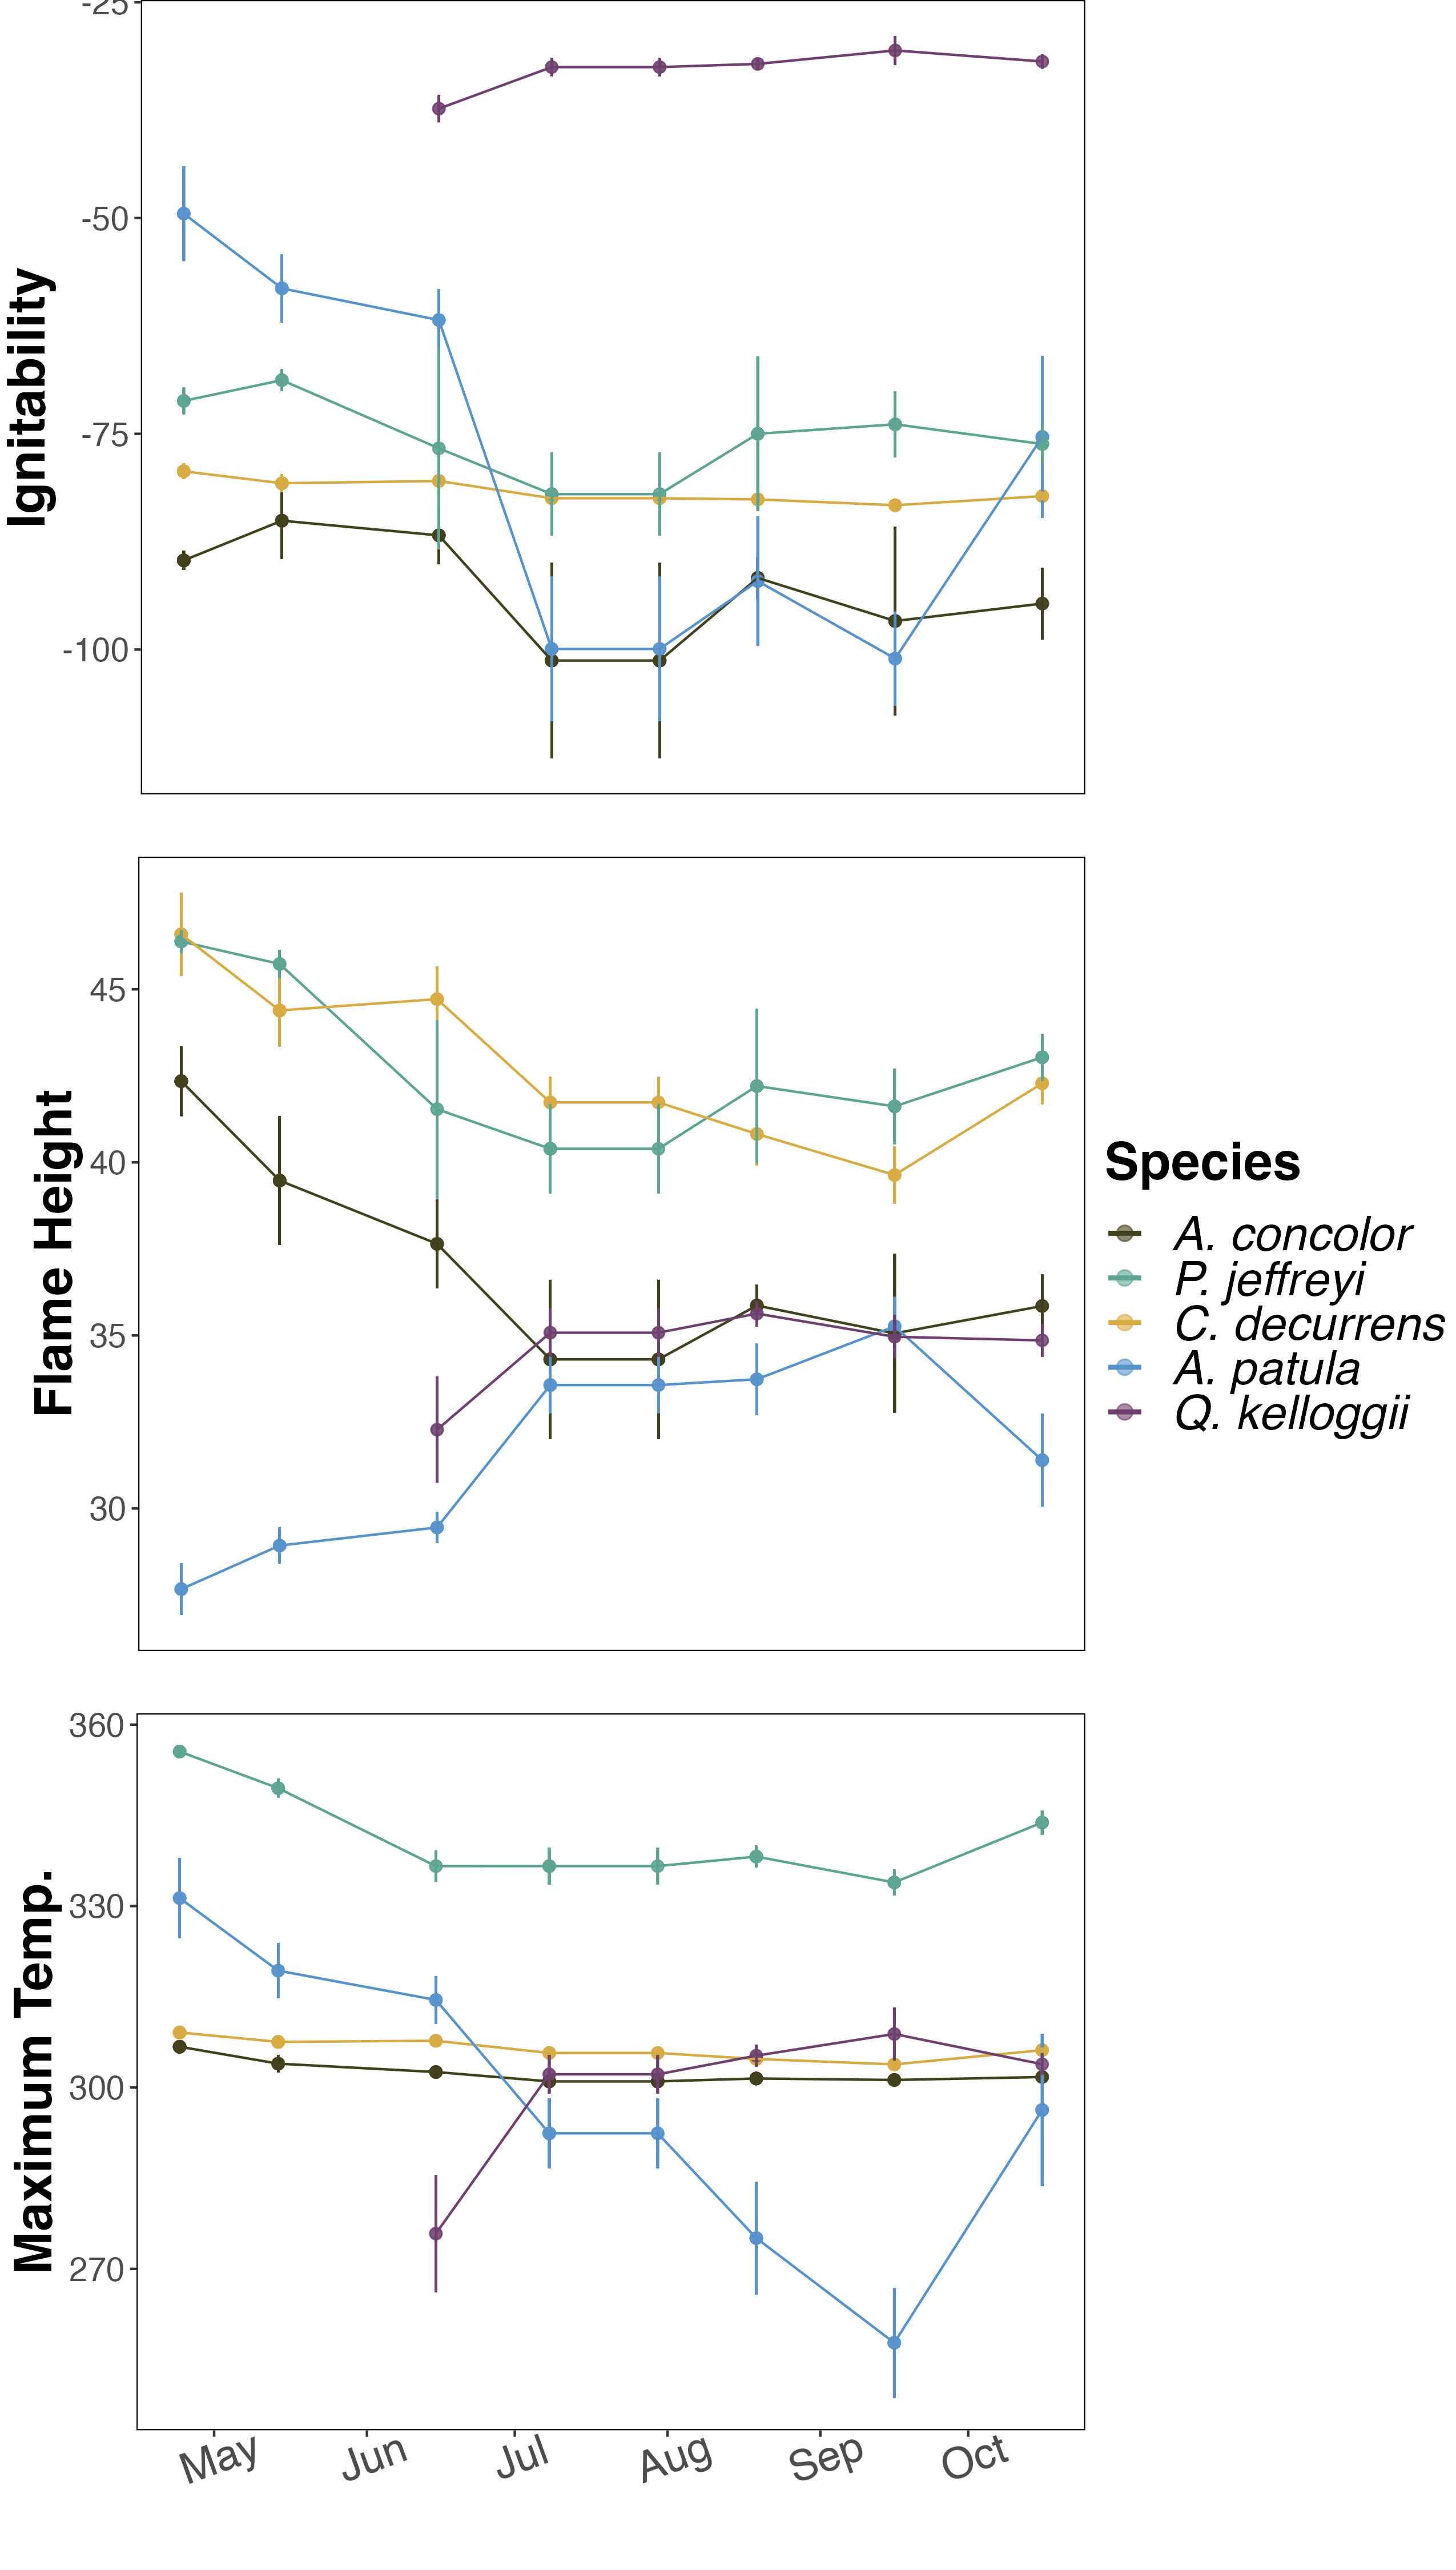 -25
-50
-75
-100
Ignitability
45
40
35
30
Flame Height
Species
A. concolor
P. jeffreyi
C. decurrens
A. patula
Q. kelloggii
360
330
300
270
Maximum Temp.
May Jun Jul Aug Sep Oct